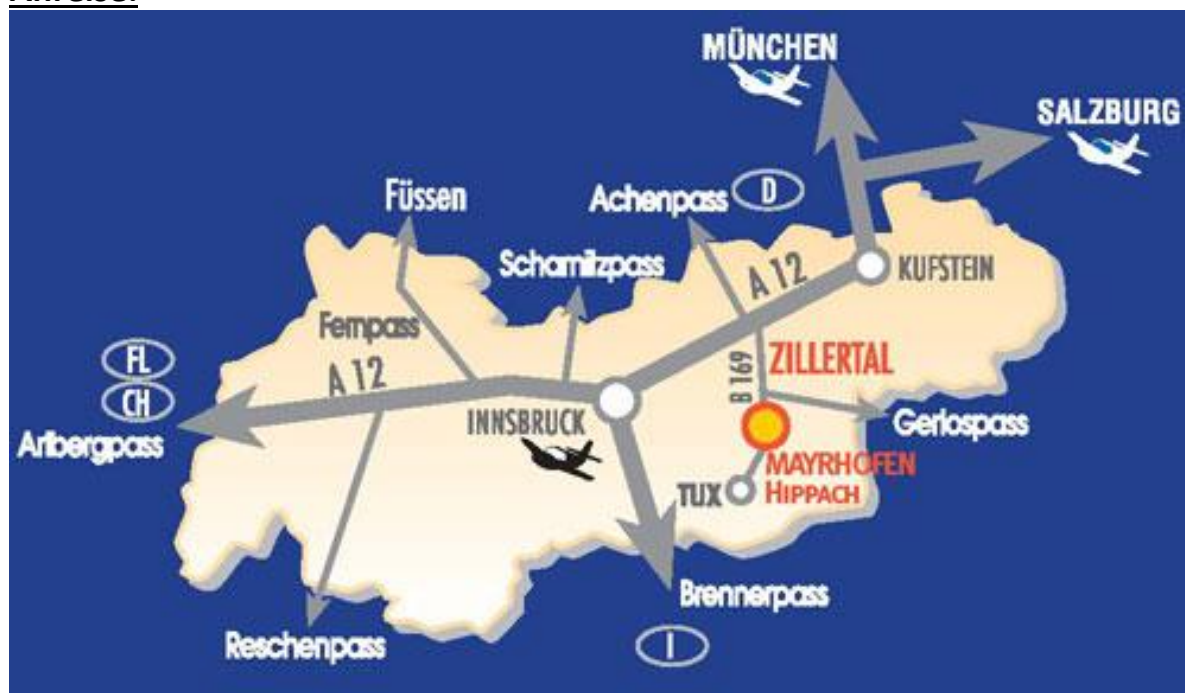 MÜNCHEN
SALZBURG
Füssen
Achenpass
D
Scharnitzpass
A 12
KUFSTEIN
Fernpass
FL
CH
A 12
B 169
ZILLERTAL
Arlbergpass
INNSBRUCK
Gerlospass
MAYRHOFEN
HIPPACH
TUX
Brennerpass
Reschenpass
I